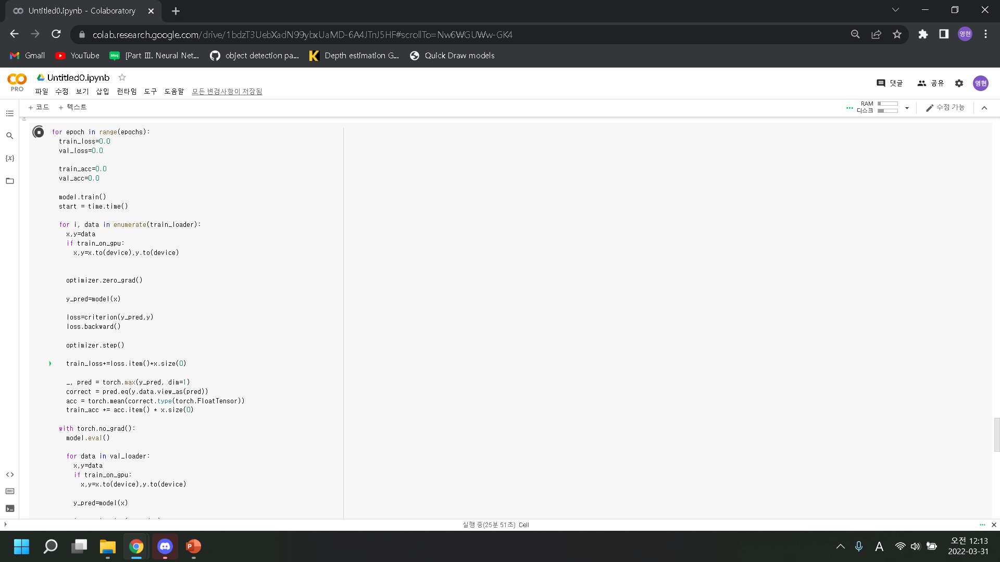 Untitled0.ipynb - Colaboratory
colab.research.google.com/drive/1bdzT3UebXadN99ybxUaMD-6A4JTnJ5HF#scrollTo=Nw6WGUWw-GK4
영현
Gmail YouTube [Part Ⅲ. Neural Net... object detection pa... Depth estimation G... Quick Draw models
Untitled0.ipynb
PRO
파일 수정 보기 삽입 런타임 도구 도움말 모든 변경사항이 저장됨
댓글 공유 영현
+ 코드 + 텍스트
RAM
디스크
수정 가능
초
for epoch in range(epochs):
train_loss=0.0
val_loss=0.0
train_acc=0.0
val_acc=0.0
model.train()
start = time.time()
for i, data in enumerate(train_loader):
x,y=data
if train_on_gpu:
x,y=x.to(device),y.to(device)
optimizer.zero_grad()
y_pred=model(x)
loss=criterion(y_pred,y)
loss.backward()
optimizer.step()
train_loss+=loss.item()*x.size(0)
_, pred = torch.max(y_pred, dim=1)
correct = pred.eq(y.data.view_as(pred))
acc = torch.mean(correct.type(torch.FloatTensor))
train_acc += acc.item() * x.size(0)
with torch.no_grad():
model.eval()
for data in val_loader:
x,y=data
if train_on_gpu:
x,y=x.to(device),y.to(device)
y_pred=model(x)
실행 중(25분 51초) Cell
A
오전 12:13
2022-03-31